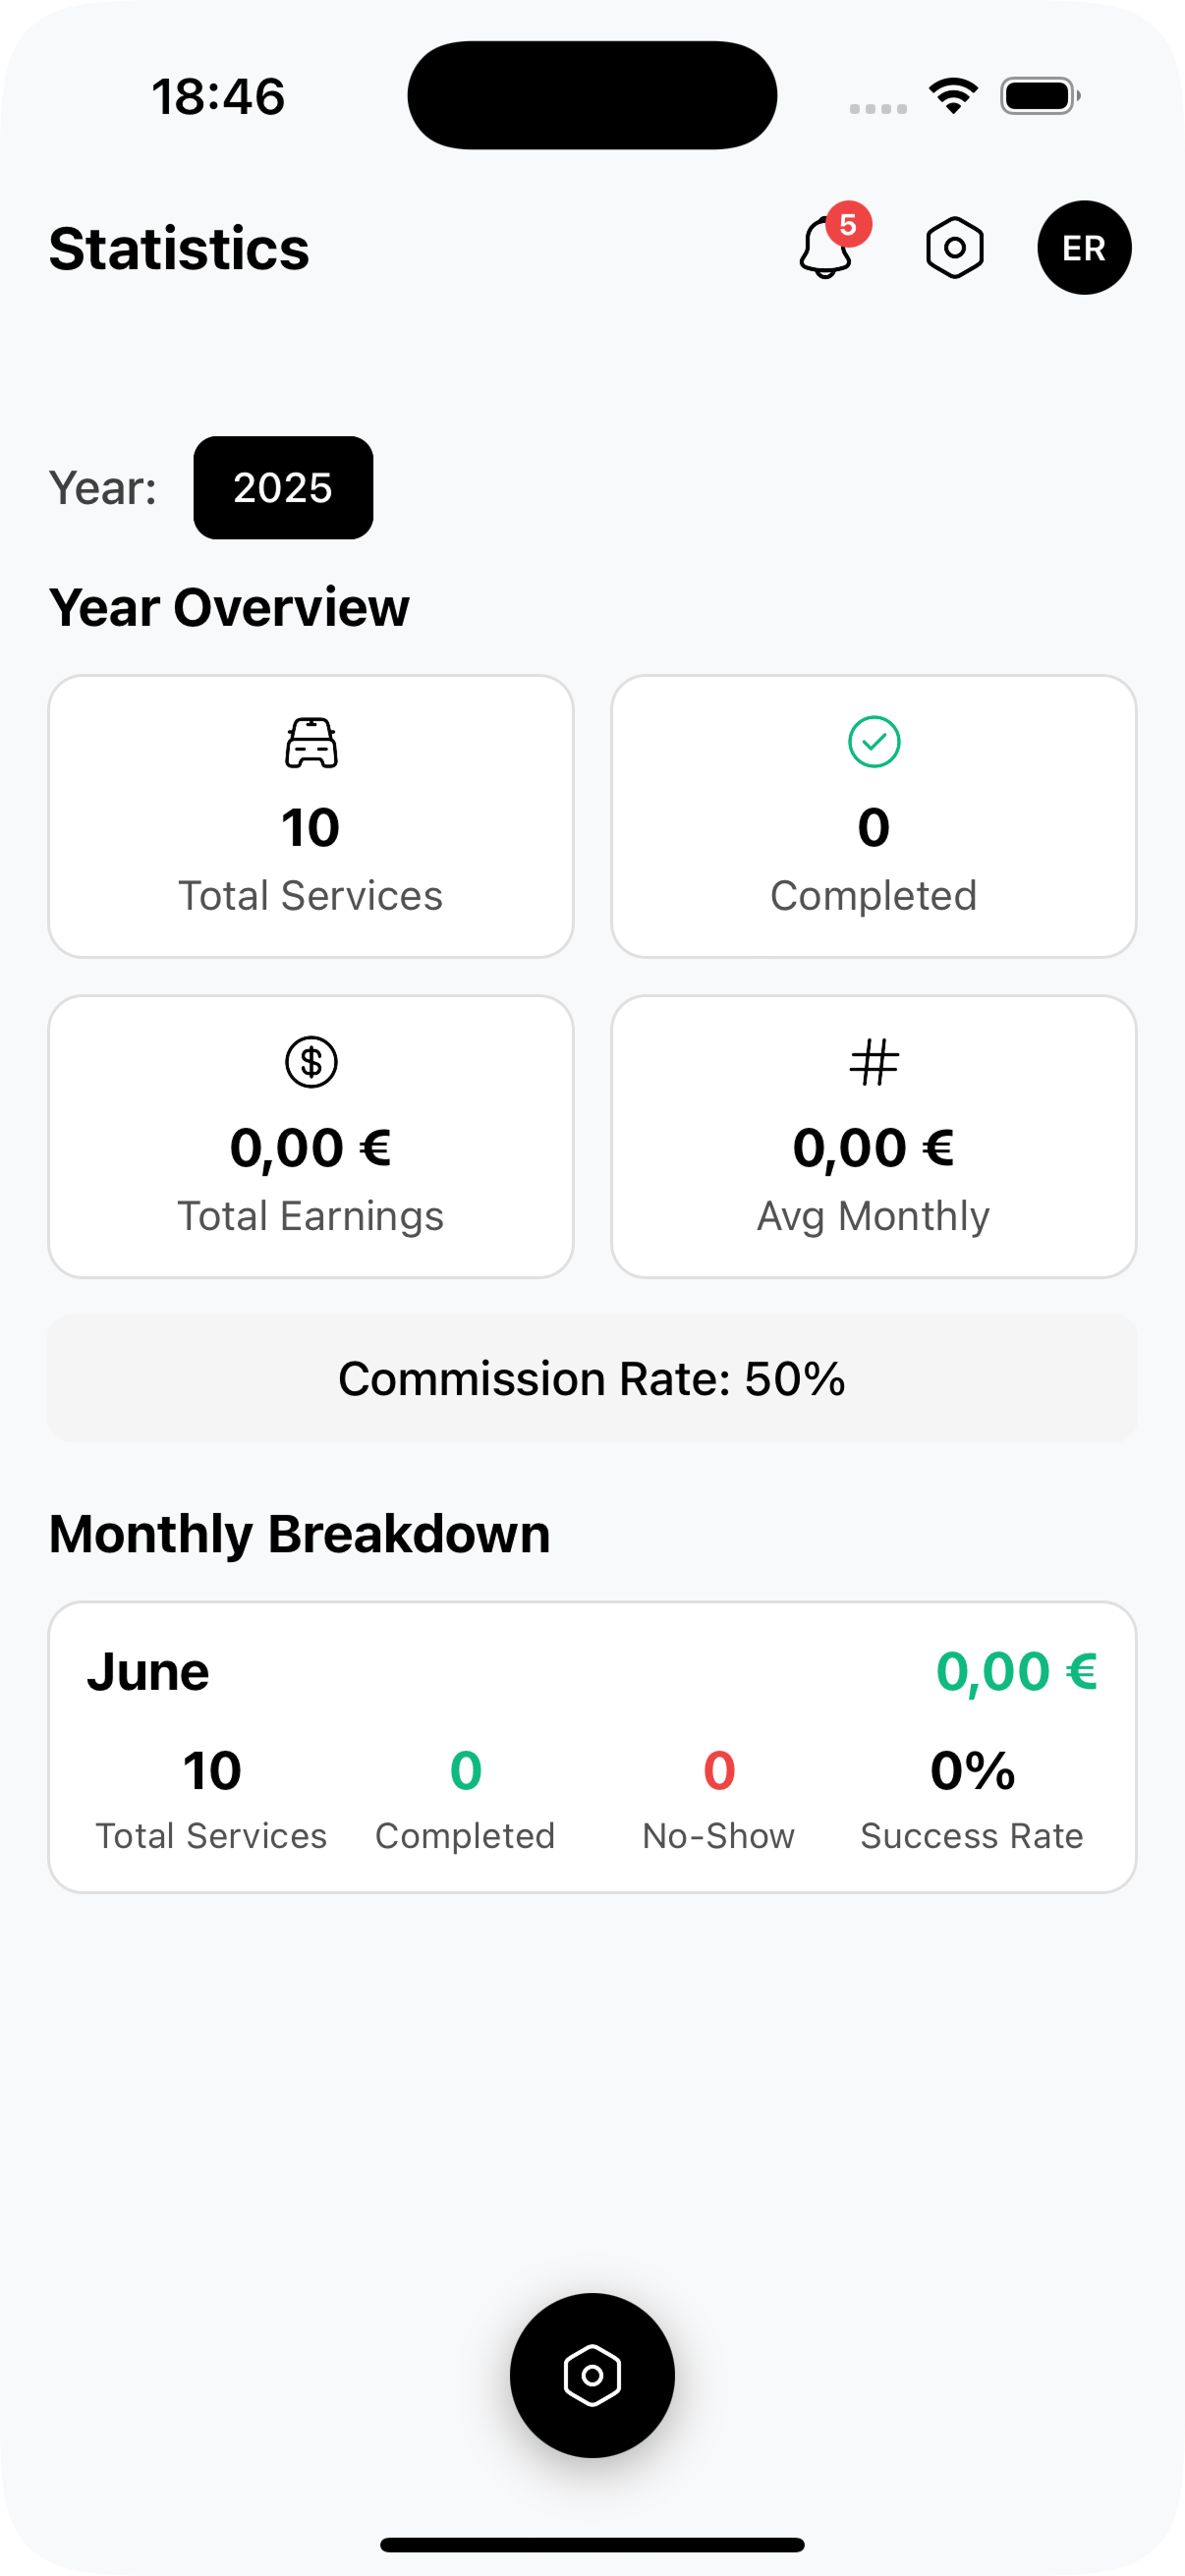 18:46
Statistics
5
ER
Year:
2025
Year Overview
10
Total Services
0
Completed
0,00 €
Total Earnings
0,00 €
Avg Monthly
Commission Rate: 50%
Monthly Breakdown
June
0,00 €
10
Total Services
0
Completed
0
No-Show
0%
Success Rate